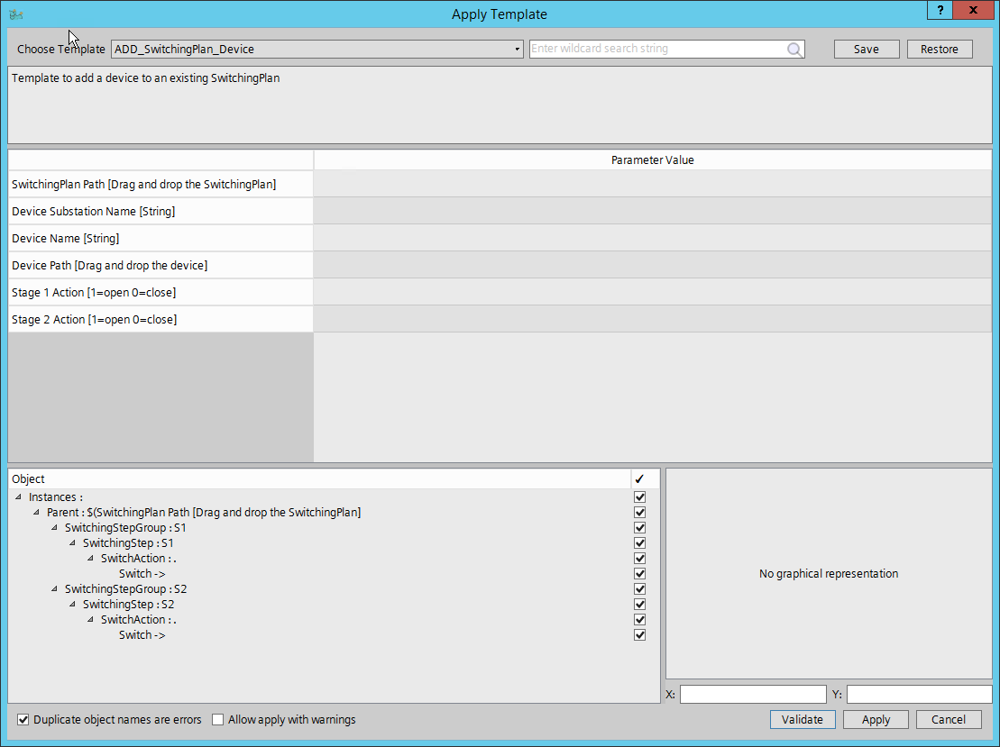 Apply Template
?
x
Choose Template ADD_SwitchingPlan_Device Enter wildcard search string Save Restore
Template to add a device to an existing SwitchingPlan
Parameter Value
SwitchingPlan Path [Drag and drop the SwitchingPlan]
Device Substation Name [String]
Device Name [String]
Device Path [Drag and drop the device]
Stage 1 Action [1=open 0=close]
Stage 2 Action [1=open 0=close]
Object ✓
Instances :
Parent : $(SwitchingPlan Path [Drag and drop the SwitchingPlan]
SwitchingStepGroup : S1
SwitchingStep : S1
SwitchAction : .
Switch ->
SwitchingStepGroup : S2
SwitchingStep : S2
SwitchAction : .
Switch ->
No graphical representation
X: Y:
Duplicate object names are errors Allow apply with warnings Validate Apply Cancel